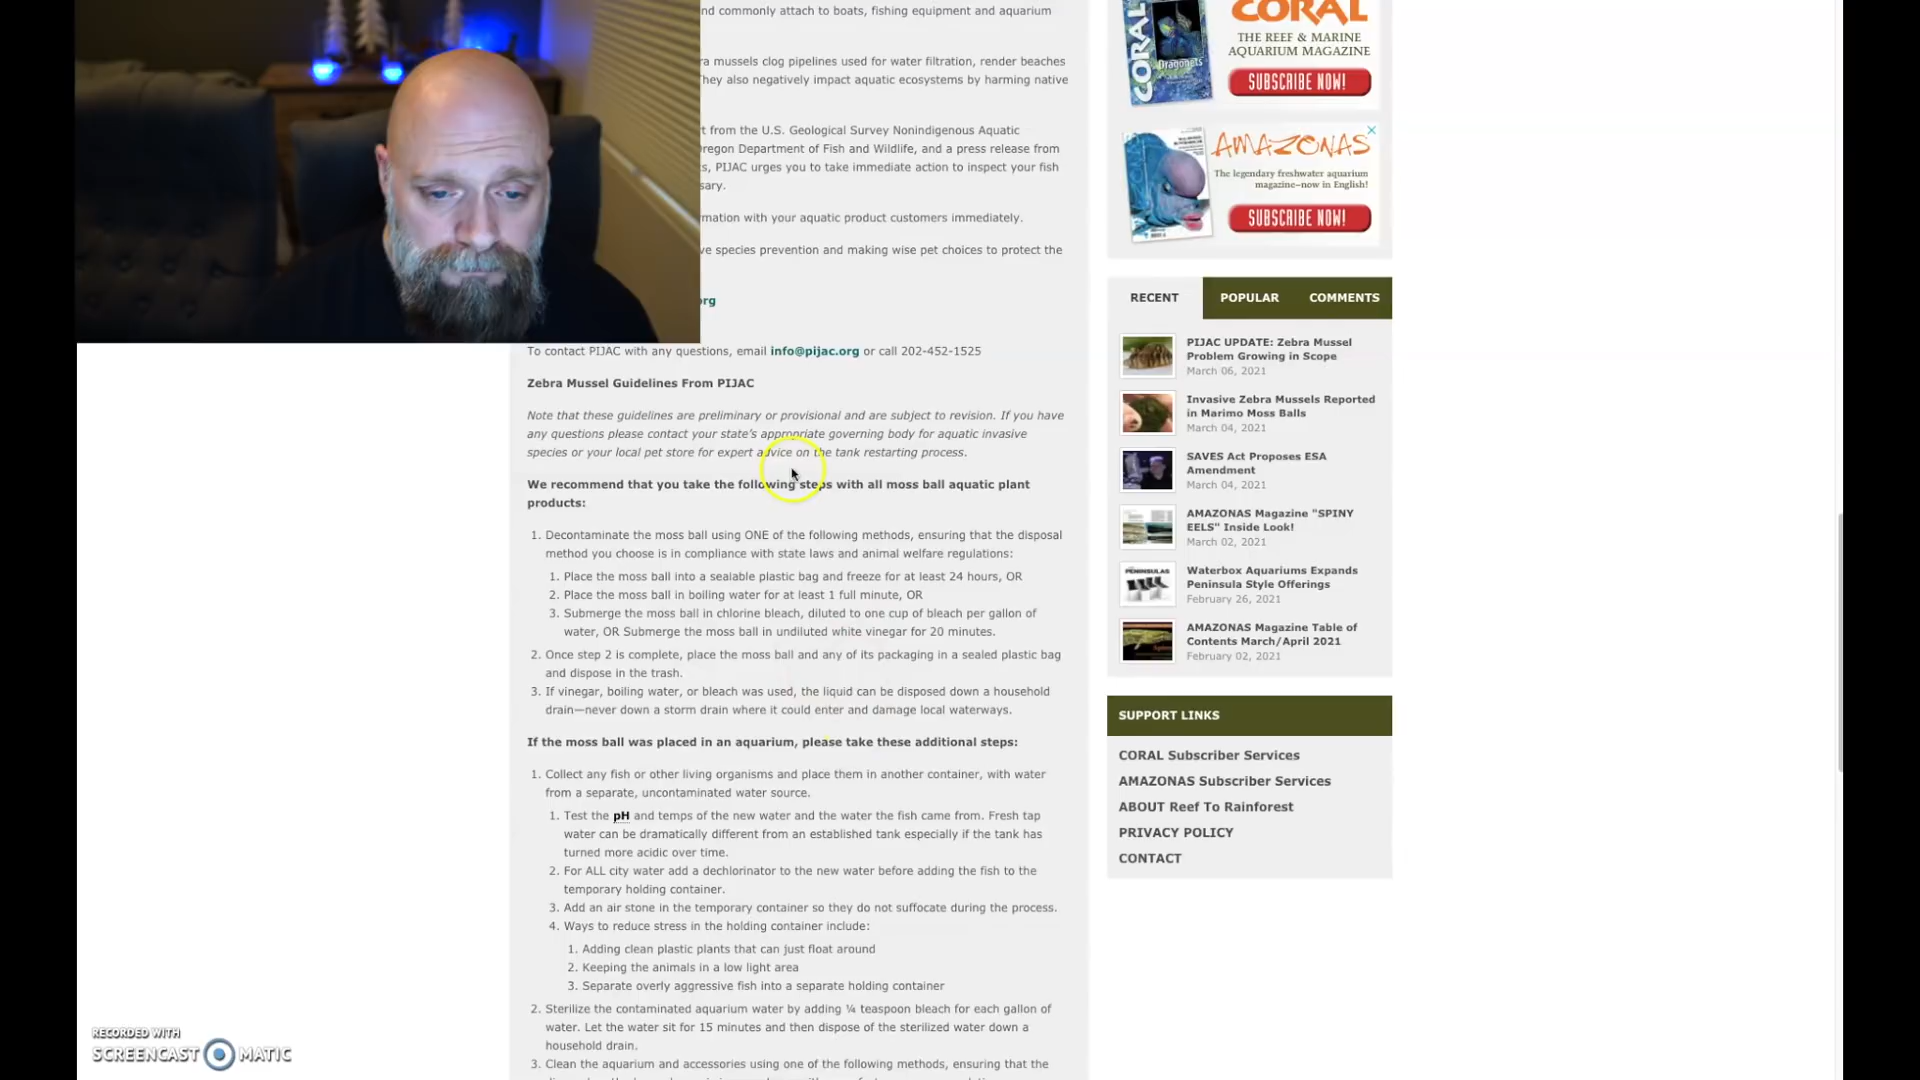 nd commonly attach to boats, fishing equipment and aquarium
ra mussels clog pipelines used for water filtration, render beaches
They also negatively impact aquatic ecosystems by harming native
t from the U.S. Geological Survey Nonindigenous Aquatic
Oregon Department of Fish and Wildlife, and a press release from
s, PIJAC urges you to take immediate action to inspect your fish
sary.
rmation with your aquatic product customers immediately.
ve species prevention and making wise pet choices to protect the
org
To contact PIJAC with any questions, email info@pijac.org or call 202-452-1525
Zebra Mussel Guidelines From PIJAC
Note that these guidelines are preliminary or provisional and are subject to revision. If you have
any questions please contact your state's appropriate governing body for aquatic invasive
species or your local pet store for expert advice on the tank restarting process.
We recommend that you take the following steps with all moss ball aquatic plant
products:
1. Decontaminate the moss ball using ONE of the following methods, ensuring that the disposal
method you choose is in compliance with state laws and animal welfare regulations:
1. Place the moss ball into a sealable plastic bag and freeze for at least 24 hours, OR
2. Place the moss ball in boiling water for at least 1 full minute, OR
3. Submerge the moss ball in chlorine bleach, diluted to one cup of bleach per gallon of
water, OR Submerge the moss ball in undiluted white vinegar for 20 minutes.
2. Once step 2 is complete, place the moss ball and any of its packaging in a sealed plastic bag
and dispose in the trash.
3. If vinegar, boiling water, or bleach was used, the liquid can be disposed down a household
drain—never down a storm drain where it could enter and damage local waterways.
If the moss ball was placed in an aquarium, please take these additional steps:
1. Collect any fish or other living organisms and place them in another container, with water
from a separate, uncontaminated water source.
1. Test the pH and temps of the new water and the water the fish came from. Fresh tap
water can be dramatically different from an established tank especially if the tank has
turned more acidic over time.
2. For ALL city water add a dechlorinator to the new water before adding the fish to the
temporary holding container.
3. Add an air stone in the temporary container so they do not suffocate during the process.
4. Ways to reduce stress in the holding container include:
1. Adding clean plastic plants that can just float around
2. Keeping the animals in a low light area
3. Separate overly aggressive fish into a separate holding container
2. Sterilize the contaminated aquarium water by adding ¼ teaspoon bleach for each gallon of
water. Let the water sit for 15 minutes and then dispose of the sterilized water down a
household drain.
3. Clean the aquarium and accessories using one of the following methods, ensuring that the
CORAL
THE REEF & MARINE
AQUARIUM MAGAZINE
SUBSCRIBE NOW!
CORAL
Dragonets
AMAZONAS
The legendary freshwater aquarium
magazine—now in English!
SUBSCRIBE NOW!
RECENT POPULAR COMMENTS
PIJAC UPDATE: Zebra Mussel
Problem Growing in Scope
March 06, 2021
Invasive Zebra Mussels Reported
in Marimo Moss Balls
March 04, 2021
SAVES Act Proposes ESA
Amendment
March 04, 2021
AMAZONAS Magazine "SPINY
EELS" Inside Look!
March 02, 2021
PENINSULAS
Waterbox Aquariums Expands
Peninsula Style Offerings
February 26, 2021
AMAZONAS Magazine Table of
Contents March/April 2021
February 02, 2021
SUPPORT LINKS
CORAL Subscriber Services
AMAZONAS Subscriber Services
ABOUT Reef To Rainforest
PRIVACY POLICY
CONTACT
RECORDED WITH
SCREENCAST MATIC